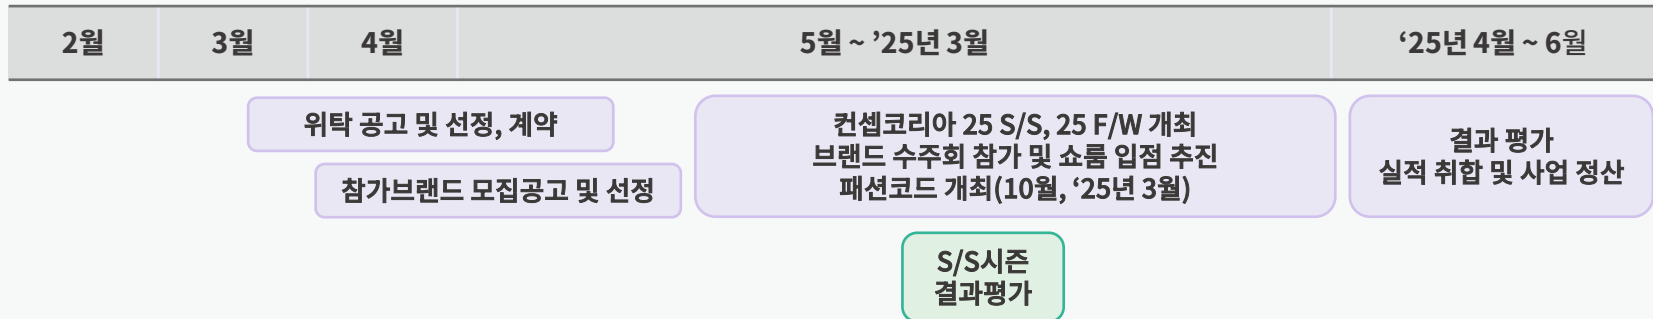 2월
3월
4월
5월 ~ ’25년 3월
‘25년 4월 ~ 6월
위탁 공고 및 선정, 계약
참가브랜드 모집공고 및 선정
컨셉코리아 25 S/S, 25 F/W 개최
브랜드 수주회 참가 및 쇼룸 입점 추진
패션코드 개최(10월, ‘25년 3월)
결과 평가
실적 취합 및 사업 정산
S/S시즌
결과평가